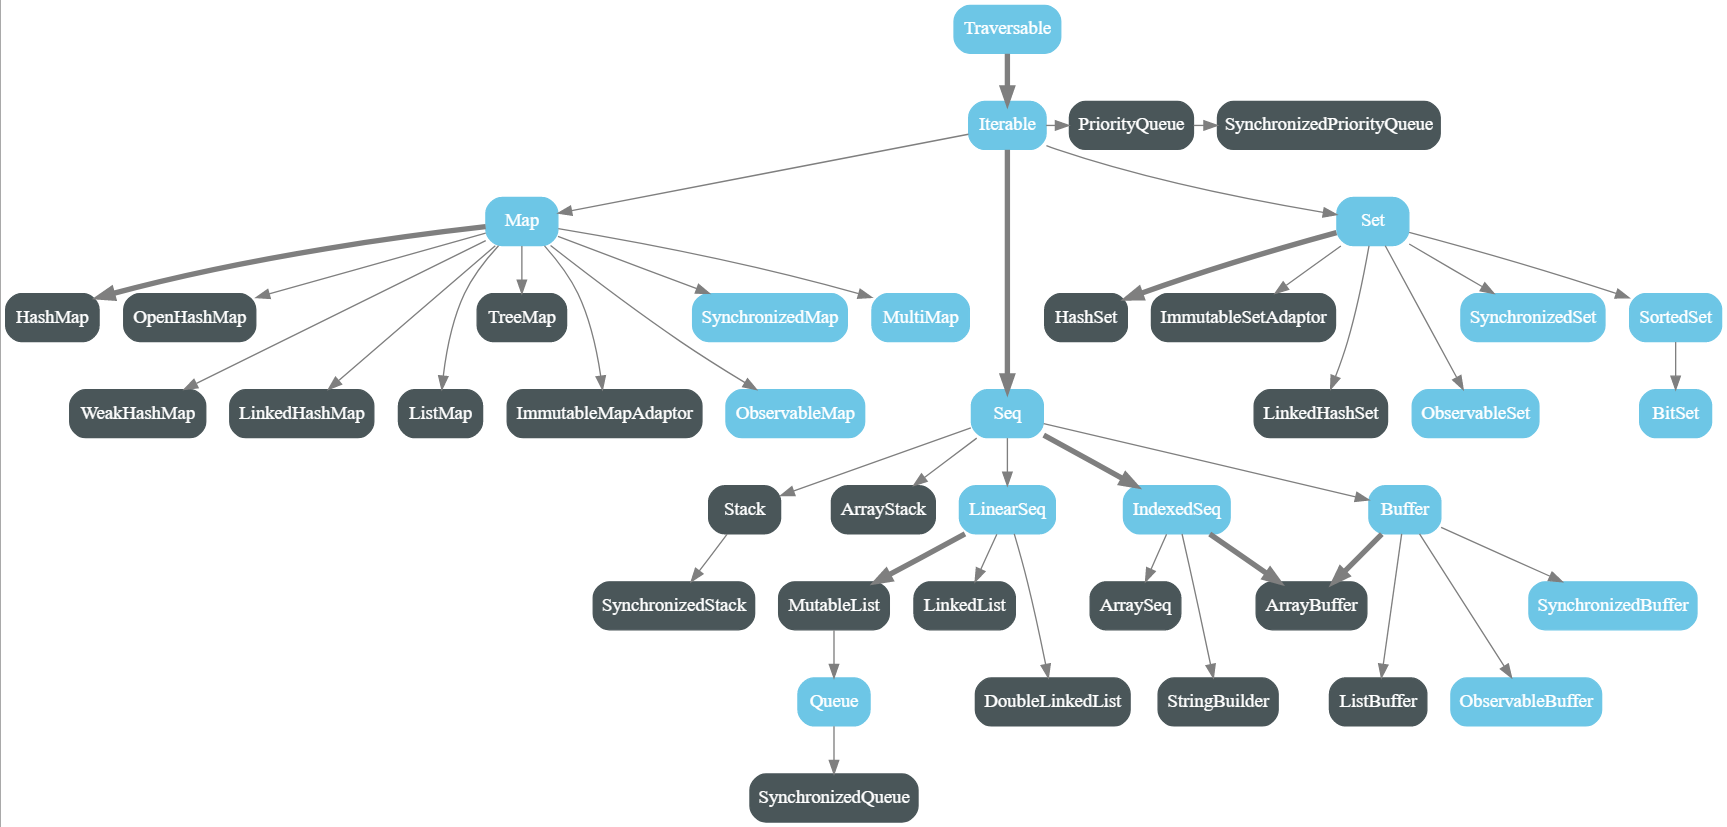 Traversable
Iterable
PriorityQueue
SynchronizedPriorityQueue
Map
Set
HashMap
OpenHashMap
TreeMap
SynchronizedMap
MultiMap
HashSet
ImmutableSetAdaptor
SynchronizedSet
SortedSet
WeakHashMap
LinkedHashMap
ListMap
ImmutableMapAdaptor
ObservableMap
Seq
LinkedHashSet
ObservableSet
BitSet
Stack
ArrayStack
LinearSeq
IndexedSeq
Buffer
SynchronizedStack
MutableList
LinkedList
ArraySeq
ArrayBuffer
SynchronizedBuffer
Queue
DoubleLinkedList
StringBuilder
ListBuffer
ObservableBuffer
SynchronizedQueue